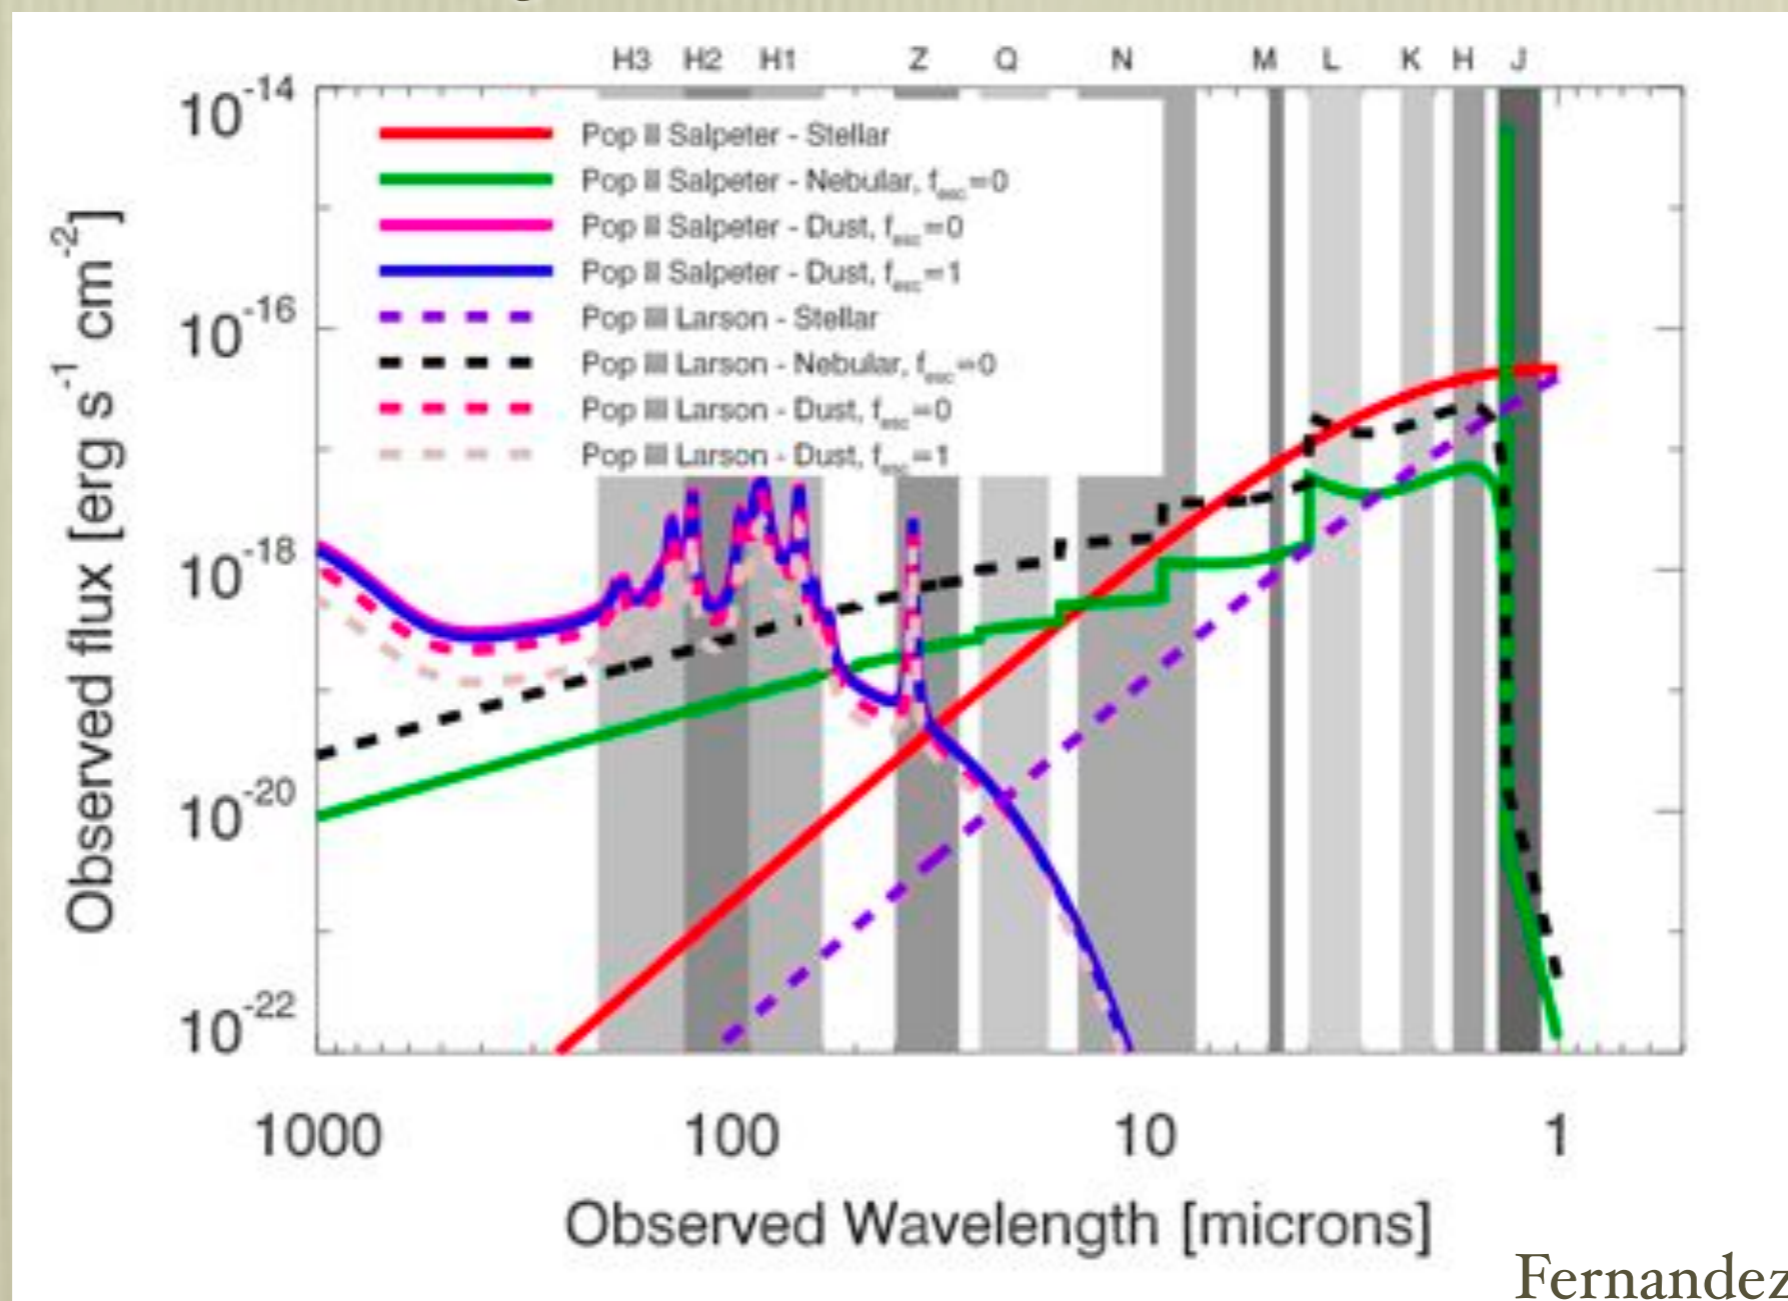 H3 H2 H1 Z Q N M L K H J
10^-14
10^-16
10^-18
10^-20
10^-22
Observed flux [erg s^-1 cm^-2]
Pop II Salpeter - Stellar
Pop II Salpeter - Nebular, f_esc=0
Pop II Salpeter - Dust, f_esc=0
Pop II Salpeter - Dust, f_esc=1
Pop III Larson - Stellar
Pop III Larson - Nebular, f_esc=0
Pop III Larson - Dust, f_esc=0
Pop III Larson - Dust, f_esc=1
1000 100 10 1
Observed Wavelength [microns]
Fernandez